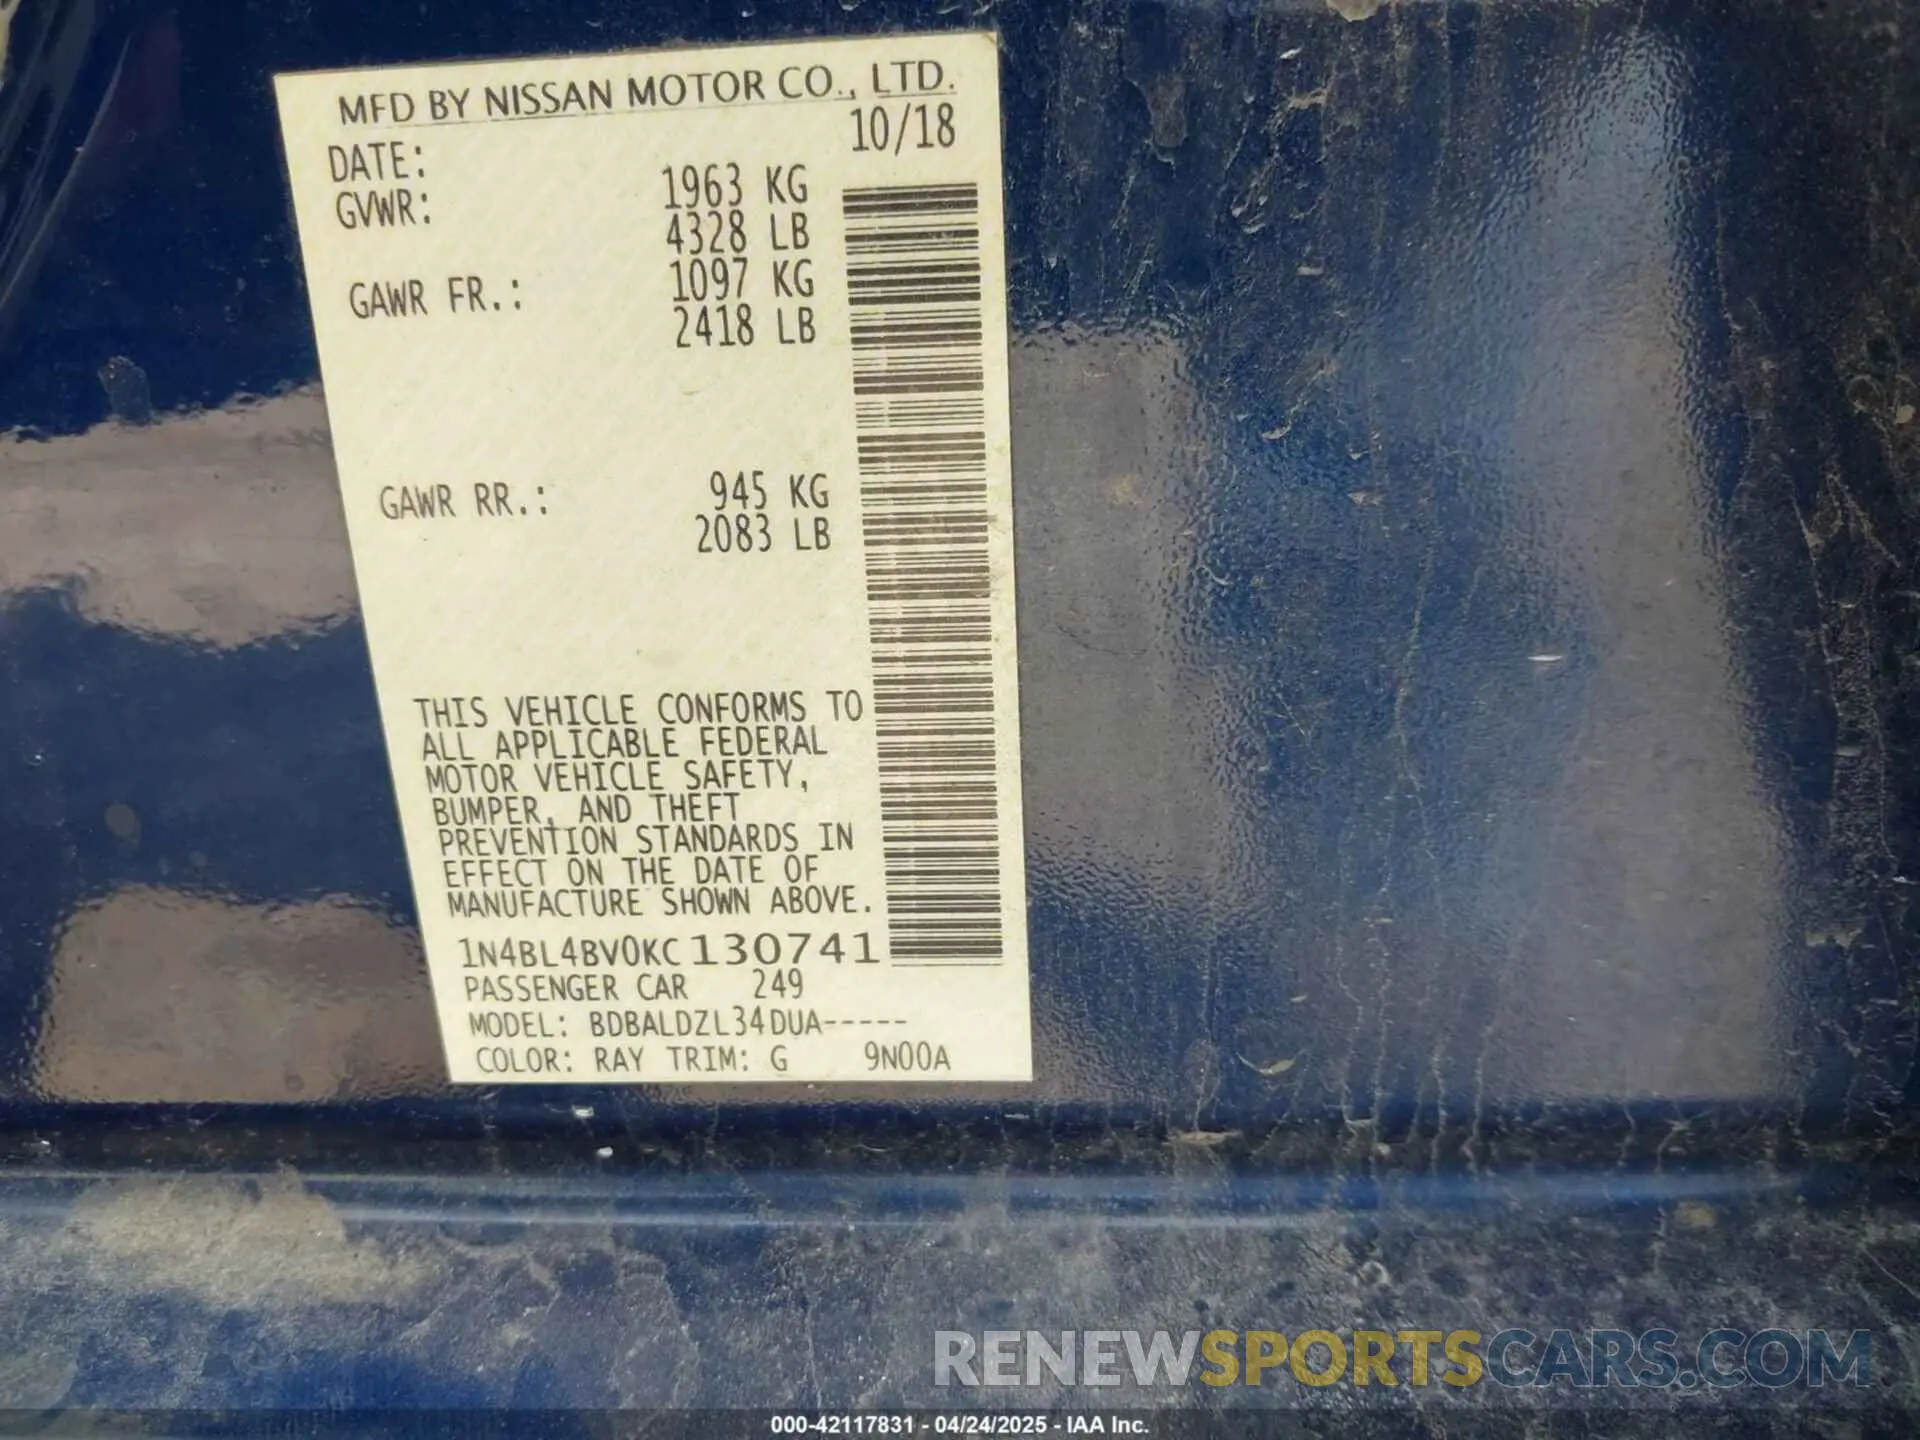 MFD BY NISSAN MOTOR CO., LTD.
DATE: 10/18
GVWR: 1963 KG
4328 LB
GAWR FR.: 1097 KG
2418 LB
GAWR RR.: 945 KG
2083 LB
THIS VEHICLE CONFORMS TO
ALL APPLICABLE FEDERAL
MOTOR VEHICLE SAFETY,
BUMPER, AND THEFT
PREVENTION STANDARDS IN
EFFECT ON THE DATE OF
MANUFACTURE SHOWN ABOVE.
1N4BL4BV0KC130741
PASSENGER CAR 249
MODEL: BDBALDZL34DUA-----
COLOR: RAY TRIM: G 9N00A
RENEWSPORTSCARS.COM
000-42117831 - 04/24/2025 - IAA Inc.